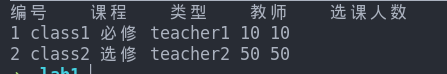 编号 课程 类型 教师 选课人数
1 class1 必修 teacher1 10 10
2 class2 选修 teacher2 50 50
lab1